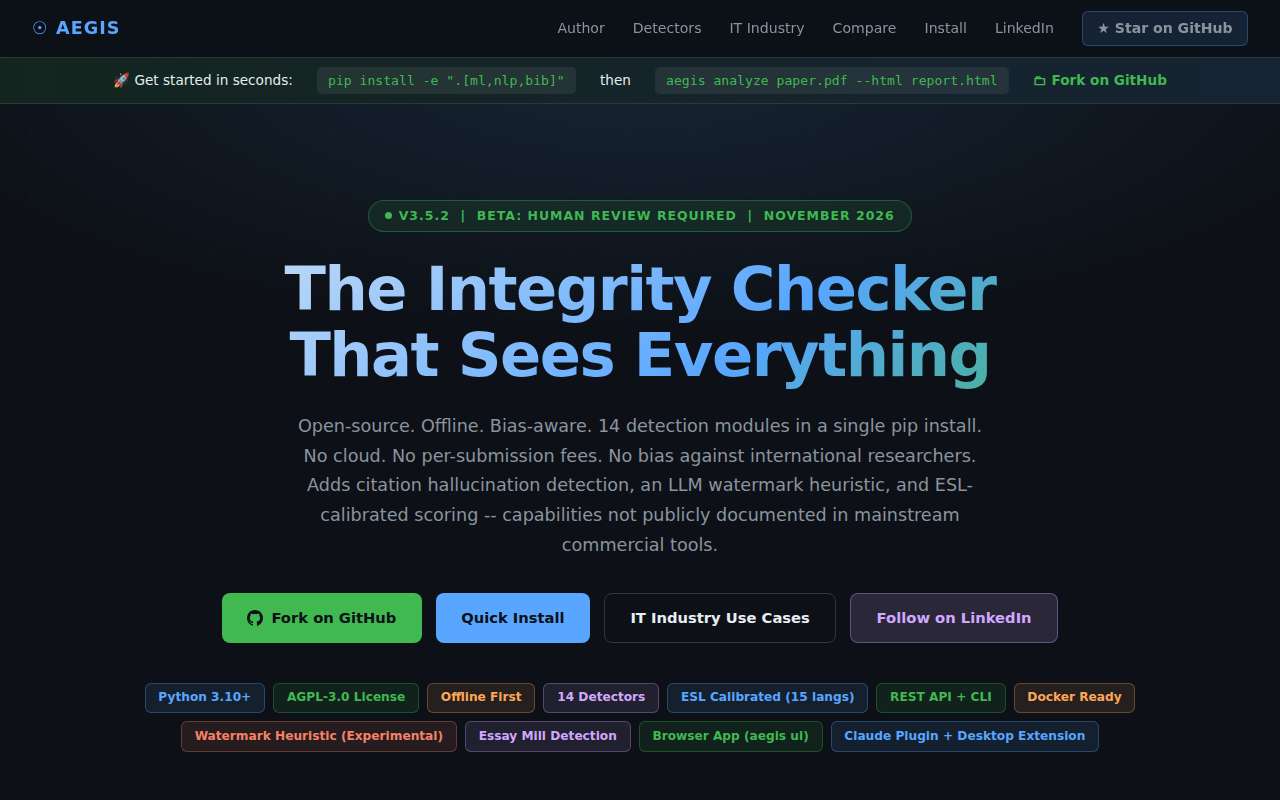 AEGIS
Author Detectors IT Industry Compare Install LinkedIn ★ Star on GitHub
🚀 Get started in seconds: pip install -e ".[ml,nlp,bib]" then aegis analyze paper.pdf --html report.html Fork on GitHub
V3.5.2 | BETA: HUMAN REVIEW REQUIRED | NOVEMBER 2026
The Integrity Checker
That Sees Everything
Open-source. Offline. Bias-aware. 14 detection modules in a single pip install.
No cloud. No per-submission fees. No bias against international researchers.
Adds citation hallucination detection, an LLM watermark heuristic, and ESL-
calibrated scoring -- capabilities not publicly documented in mainstream
commercial tools.
Fork on GitHub Quick Install IT Industry Use Cases Follow on LinkedIn
Python 3.10+ AGPL-3.0 License Offline First 14 Detectors ESL Calibrated (15 langs) REST API + CLI Docker Ready
Watermark Heuristic (Experimental) Essay Mill Detection Browser App (aegis ui) Claude Plugin + Desktop Extension